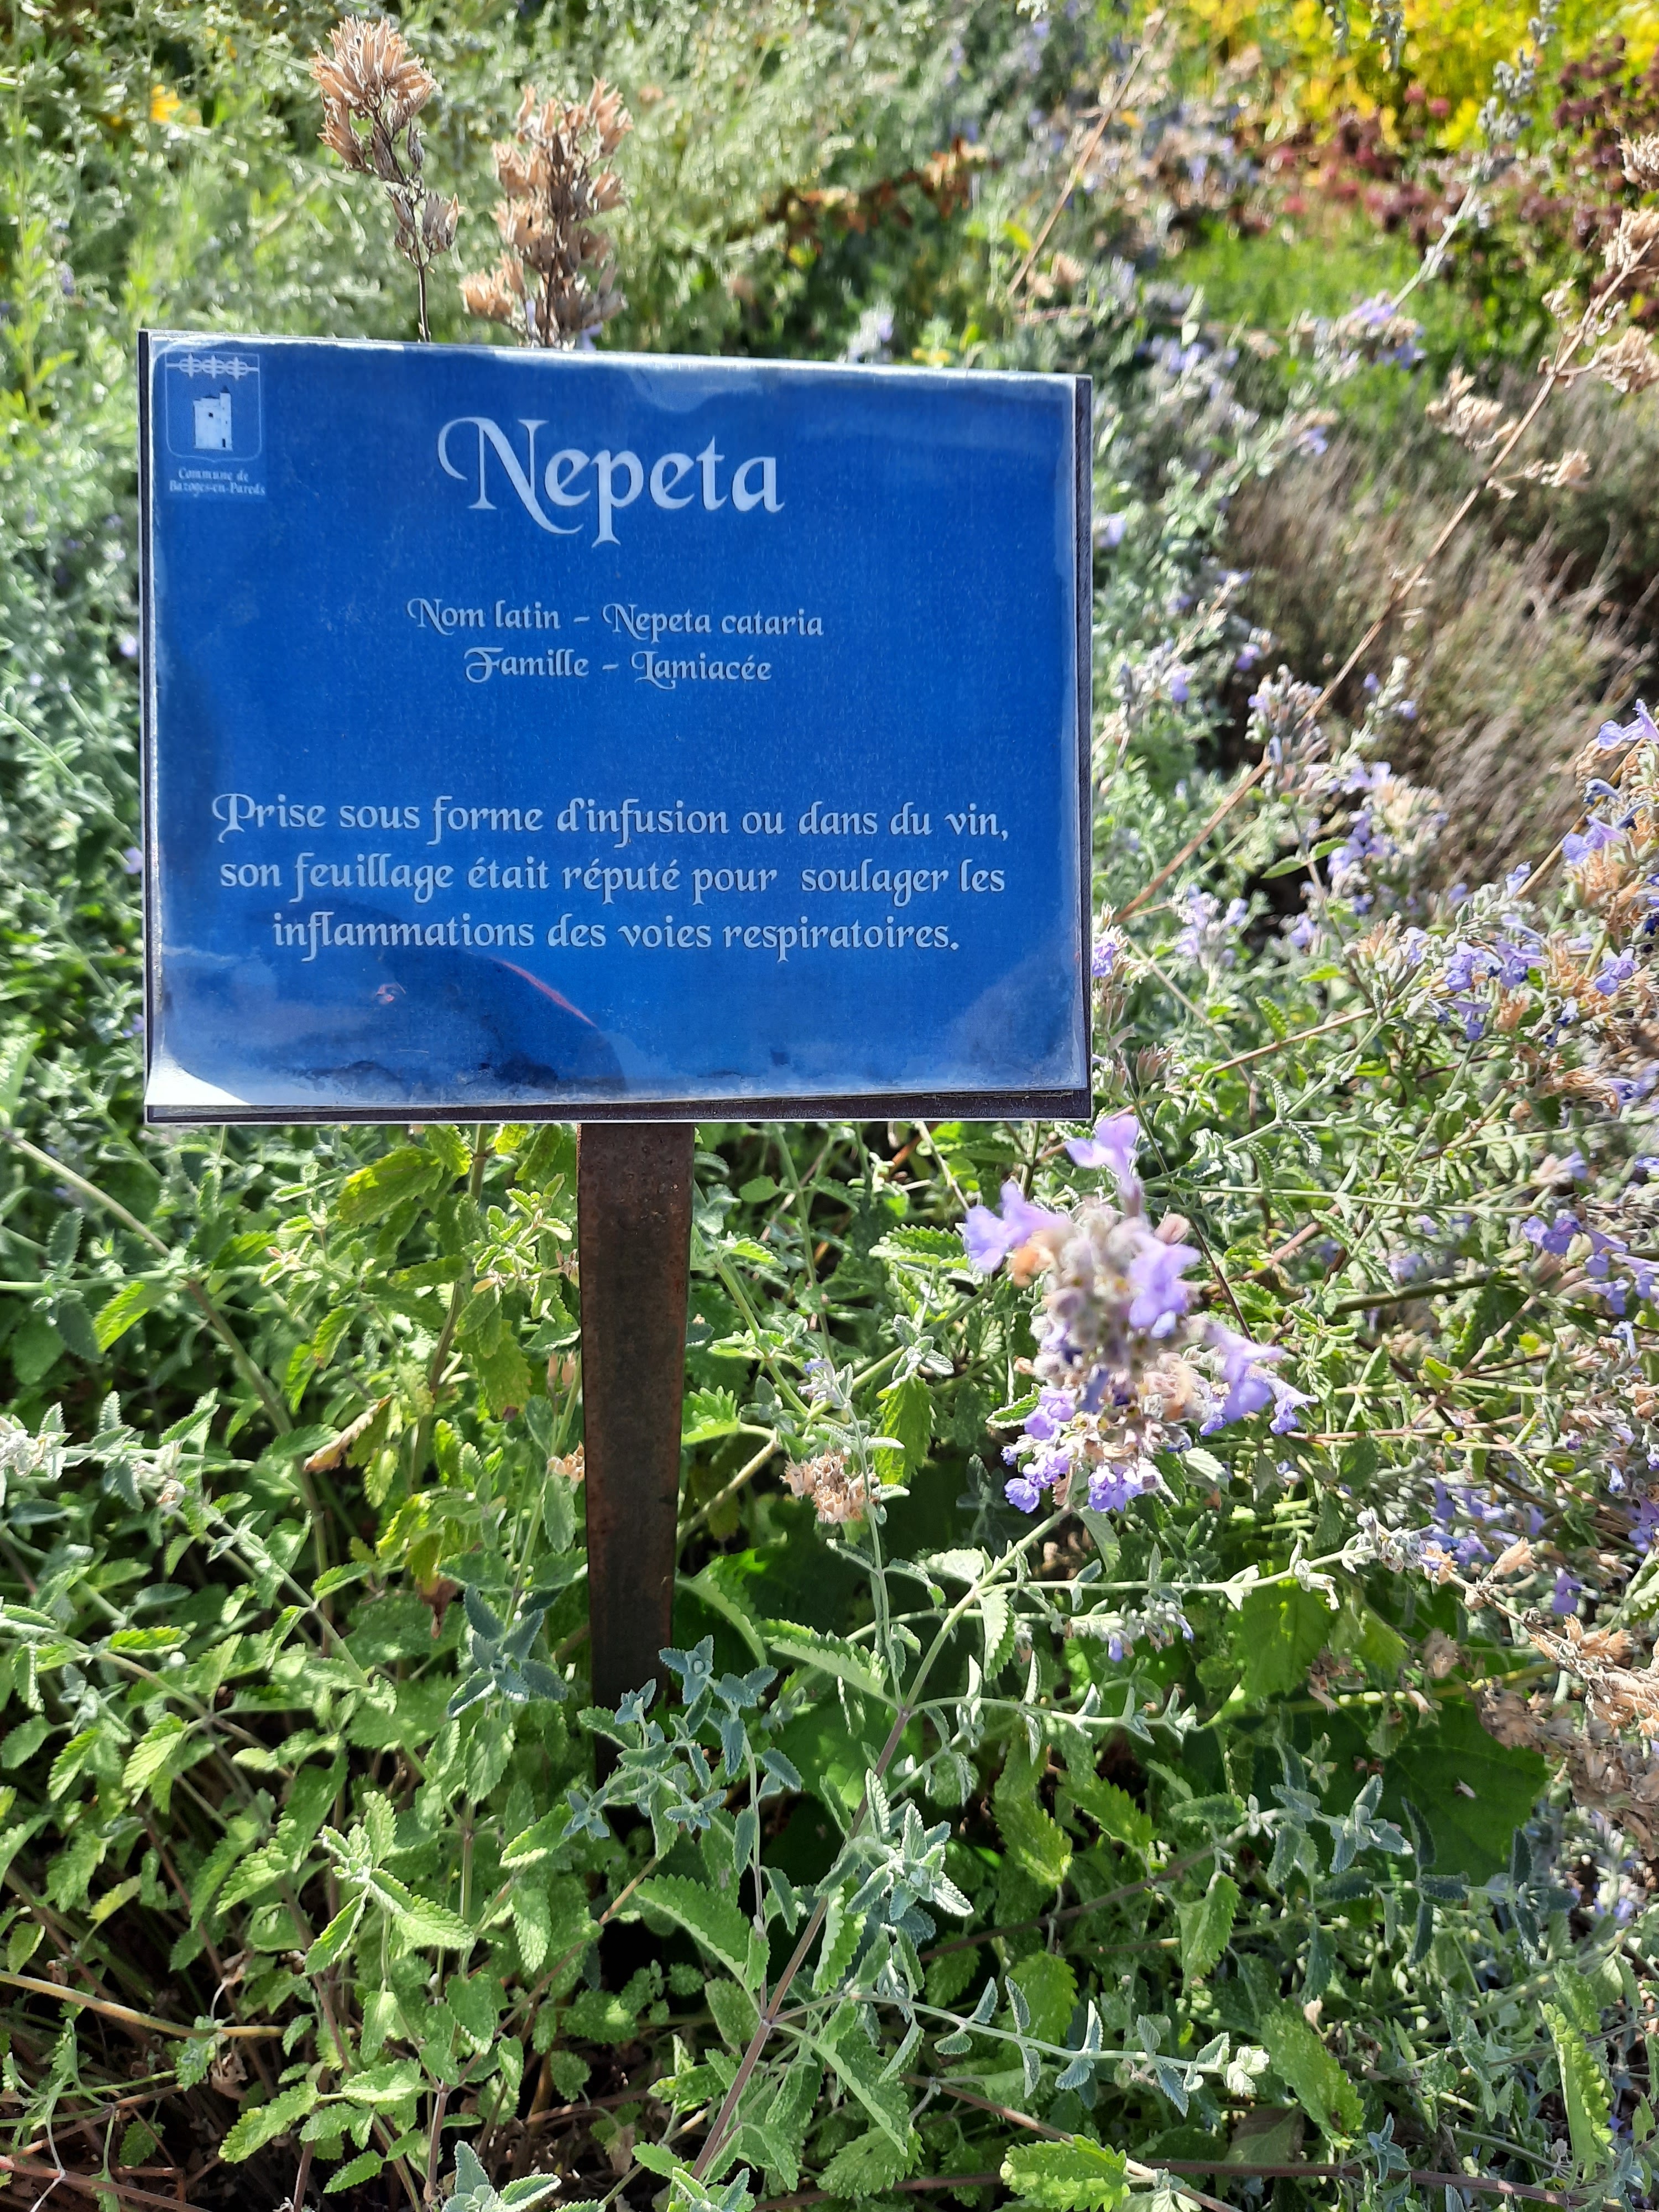 Commune de
Bazoges-en-Pareds
Nepeta
Nom latin - Nepeta cataria
Famille - Lamiacée
Prise sous forme d'infusion ou dans du vin,
son feuillage était réputé pour soulager les
inflammations des voies respiratoires.